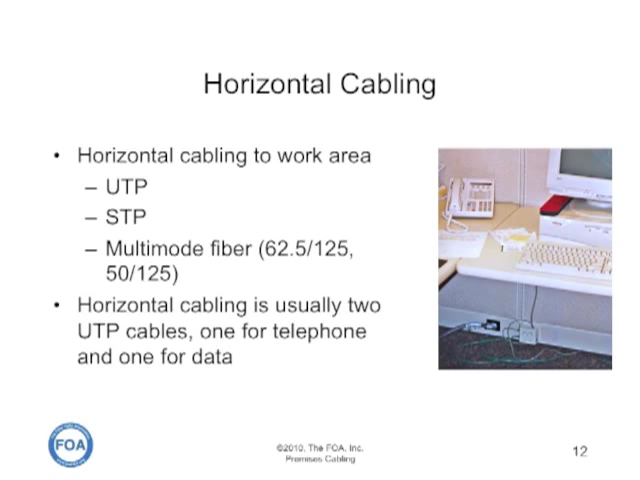 Horizontal Cabling
• Horizontal cabling to work area
– UTP
– STP
– Multimode fiber (62.5/125,
50/125)
• Horizontal cabling is usually two
UTP cables, one for telephone
and one for data
FOA
©2010, The FOA, Inc.
Premises Cabling
12